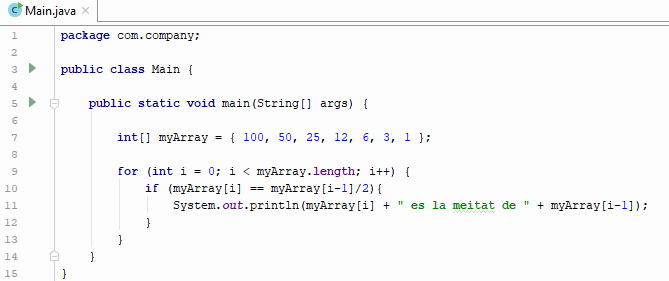 Main.java
1 package com.company;
2
3 public class Main {
4
5 public static void main(String[] args) {
6
7 int[] myArray = { 100, 50, 25, 12, 6, 3, 1 };
8
9 for (int i = 0; i < myArray.length; i++) {
10 if (myArray[i] == myArray[i-1]/2){
11 System.out.println(myArray[i] + " es la meitat de " + myArray[i-1]);
12 }
13 }
14 }
15 }